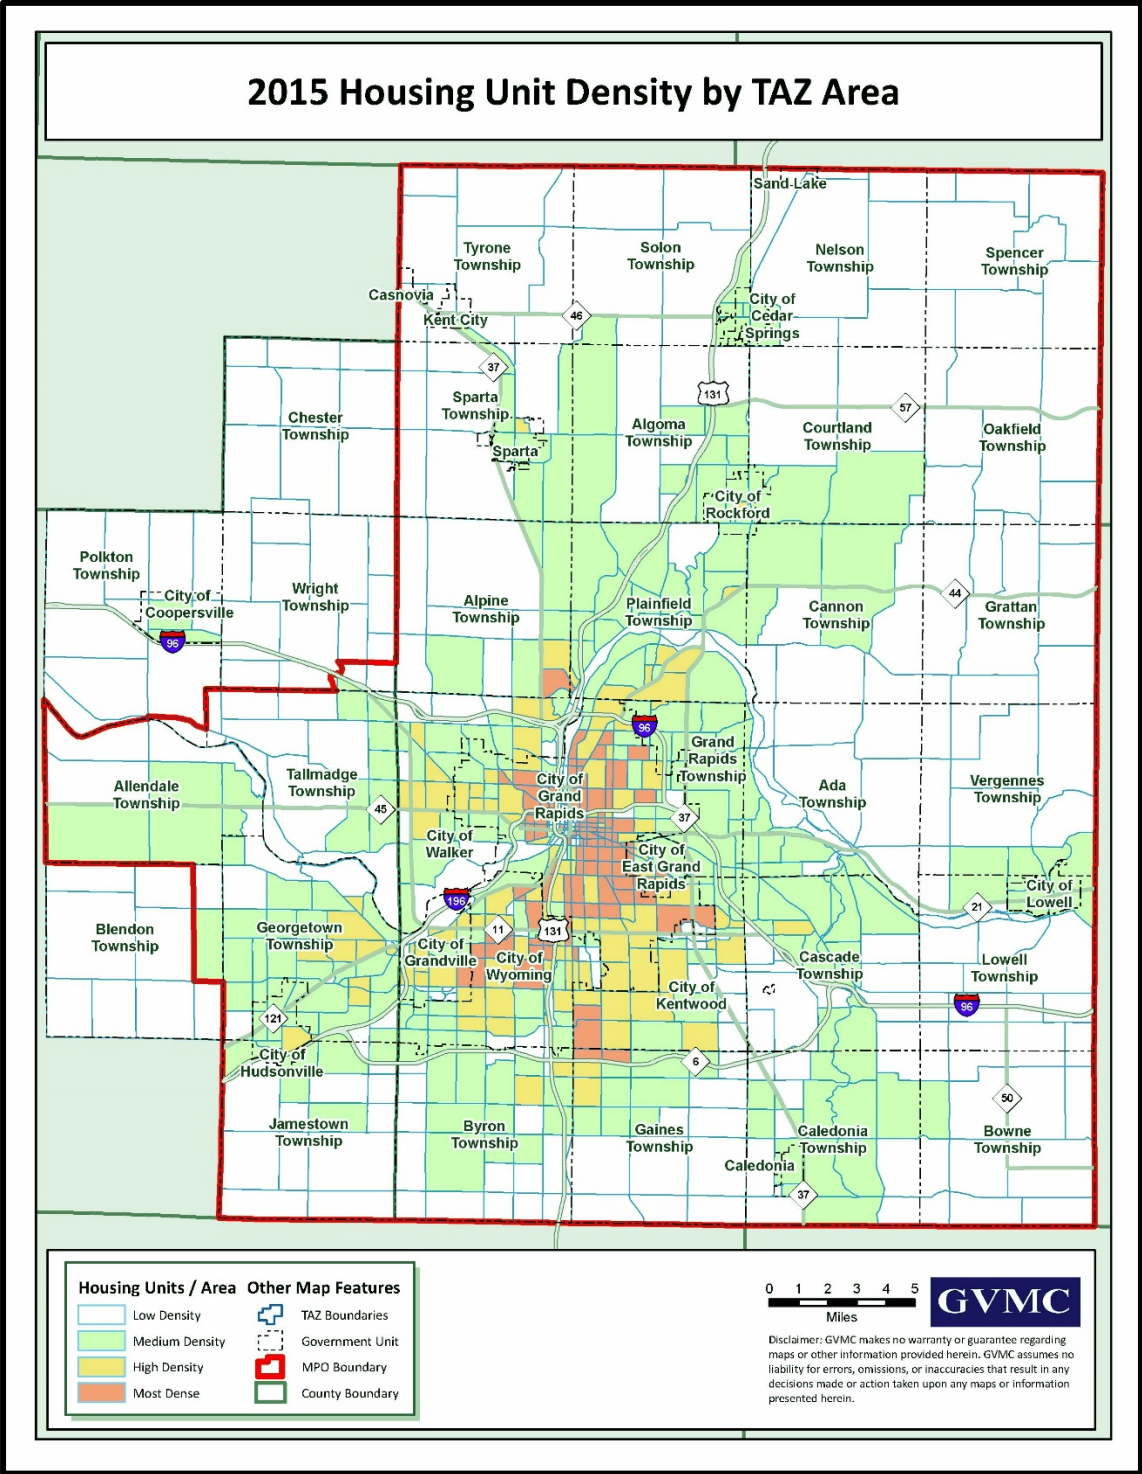 2015 Housing Unit Density by TAZ Area
Sand Lake
Tyrone
Township
Solon
Township
Nelson
Township
Spencer
Township
Casnovia
Kent City
46
City of
Cedar
Springs
37
131
57
Chester
Township
Sparta
Township
Sparta
Algoma
Township
Courtland
Township
Oakfield
Township
City of
Rockford
Polkton
Township
City of
Coopersville
96
Wright
Township
Alpine
Township
Plainfield
Township
Cannon
Township
44
Grattan
Township
96
Grand
Rapids
Township
Allendale
Township
Tallmadge
Township
45
City of
Grand
Rapids
37
Ada
Township
Vergennes
Township
City of
Walker
City of
East Grand
Rapids
196
21
City of
Lowell
Blendon
Township
Georgetown
Township
11
131
City of
Grandville
City of
Wyoming
Cascade
Township
Lowell
Township
City of
Kentwood
96
121
City of
Hudsonville
6
50
Jamestown
Township
Byron
Township
Gaines
Township
Caledonia
Township
Bowne
Township
Caledonia
37
Housing Units / Area
Low Density
Medium Density
High Density
Most Dense
Other Map Features
TAZ Boundaries
Government Unit
MPO Boundary
County Boundary
0 1 2 3 4 5
Miles
GVMC
Disclaimer: GVMC makes no warranty or guarantee regarding
maps or other information provided herein. GVMC assumes no
liability for errors, omissions, or inaccuracies that result in any
decisions made or action taken upon any maps or information
presented herein.